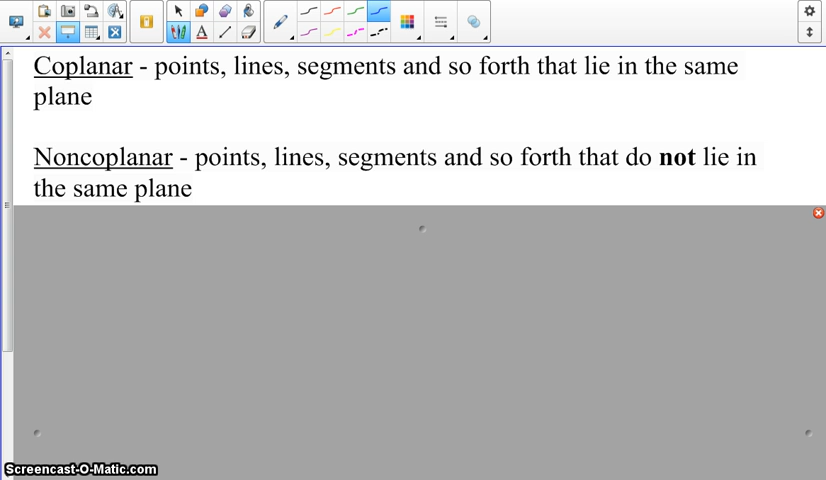 Coplanar - points, lines, segments and so forth that lie in the same
plane
Noncoplanar - points, lines, segments and so forth that do not lie in
the same plane
Screencast-O-Matic.com